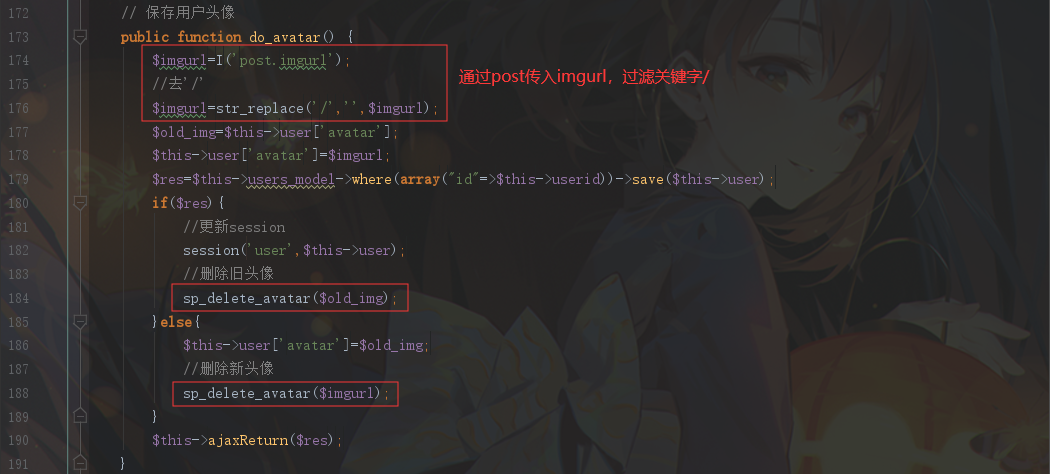 172 // 保存用户头像
173 public function do_avatar() {
174 $imgurl=I('post.imgurl');
175 //去'/'
176 $imgurl=str_replace('/','',$imgurl);
通过post传入imgurl，过滤关键字/
177 $old_img=$this->user['avatar'];
178 $this->user['avatar']=$imgurl;
179 $res=$this->users_model->where(array("id"=>$this->userid))->save($this->user);
180 if($res){
181 //更新session
182 session('user',$this->user);
183 //删除旧头像
184 sp_delete_avatar($old_img);
185 }else{
186 $this->user['avatar']=$old_img;
187 //删除新头像
188 sp_delete_avatar($imgurl);
189 }
190 $this->ajaxReturn($res);
191 }